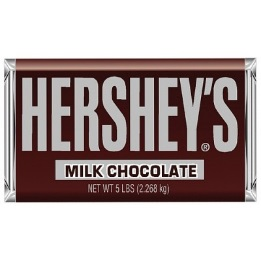 HERSHEY'S
MILK CHOCOLATE
NET WT 5 LBS (2.268 kg)